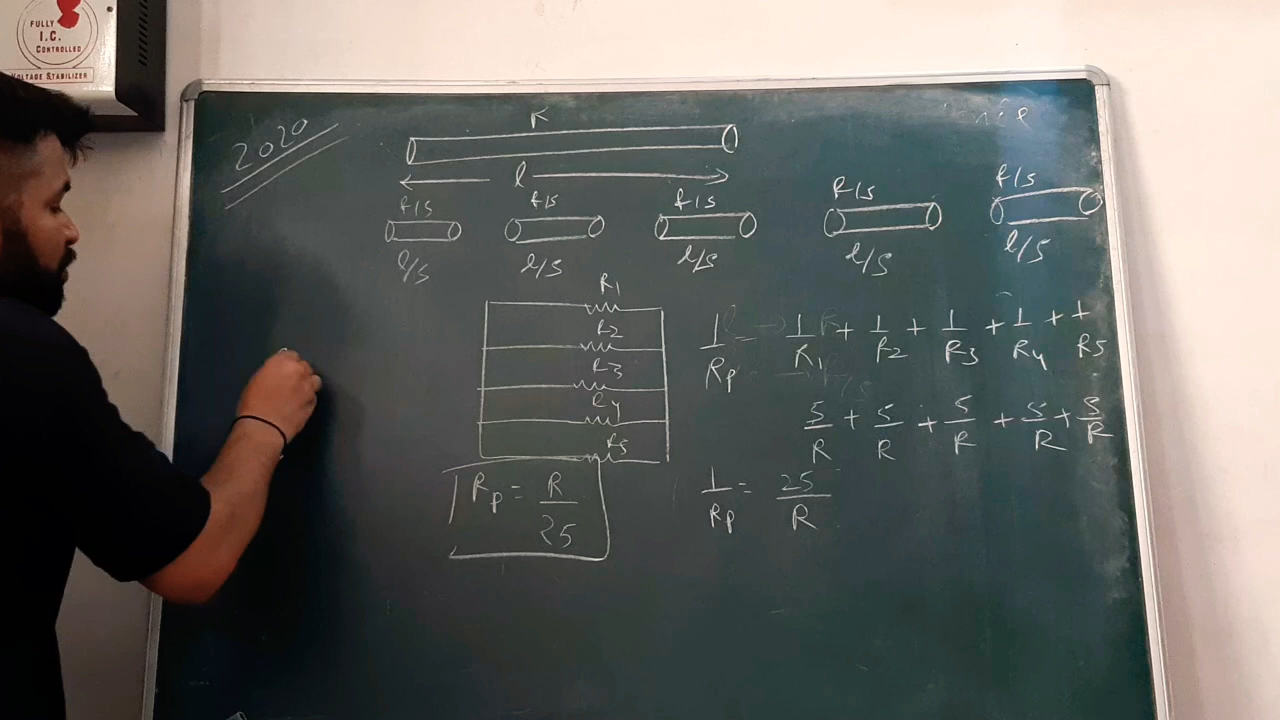 FULLY
I.C.
CONTROLLED
VOLTAGE STABILIZER
2020
R
l
R/5 R/5 R/5 R/5 R/5
l/5 l/5 l/5 l/5 l/5
R1
R2
R3
R4
R5
1/Rp = 1/R1 + 1/R2 + 1/R3 + 1/R4 + 1/R5
5/R + 5/R + 5/R + 5/R + 5/R
1/Rp = 25/R
Rp = R/25